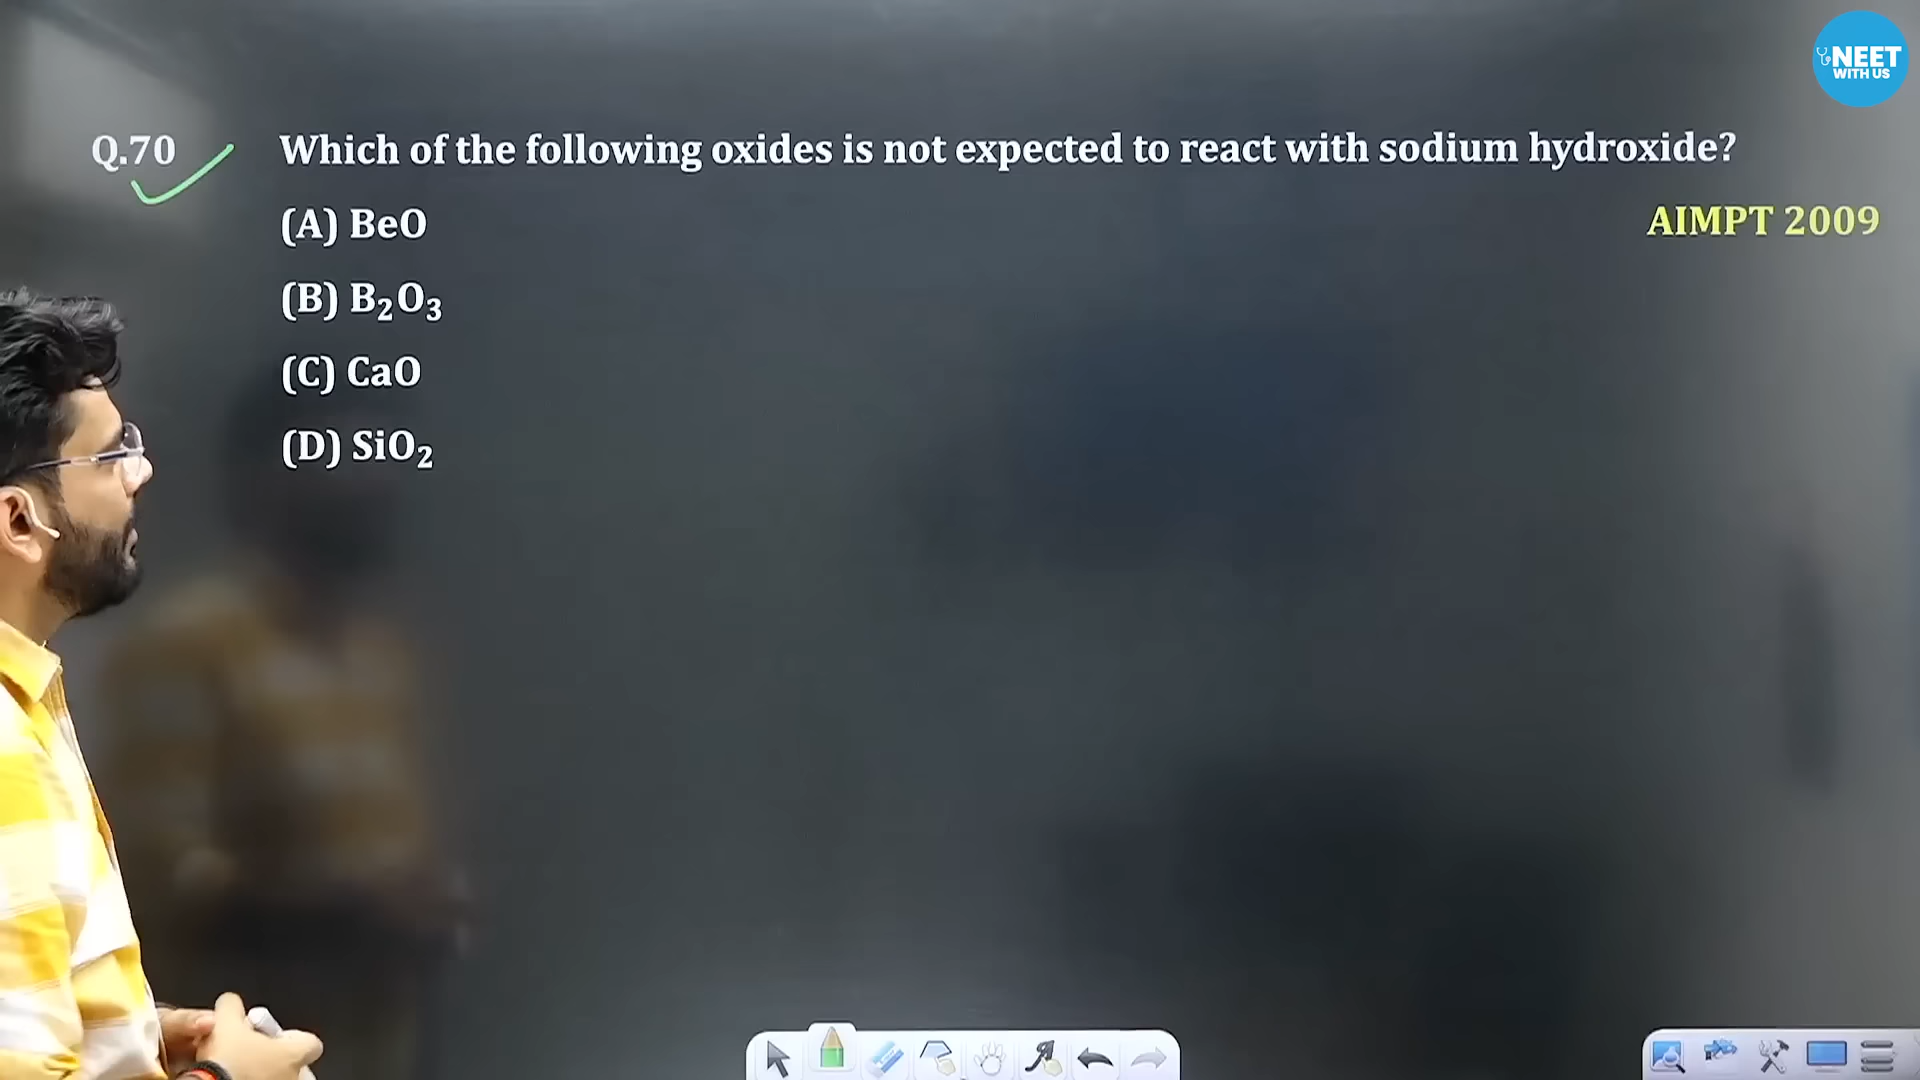 NEET
WITH US
Q.70 Which of the following oxides is not expected to react with sodium hydroxide?
(A) BeO
AIMPT 2009
(B) B₂O₃
(C) CaO
(D) SiO₂